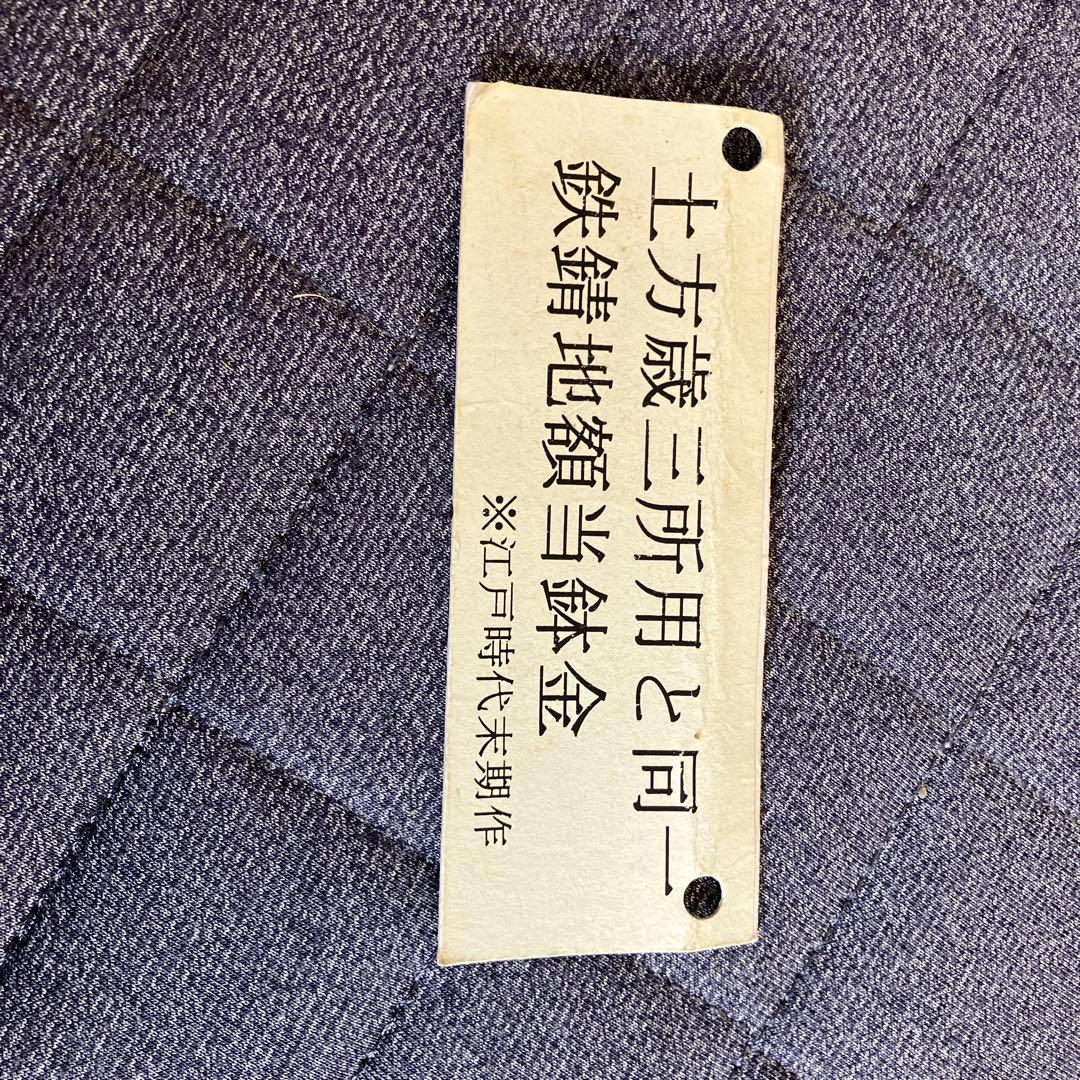 土方歳三所用と同一
鉄錆地額当鉢金
※江戸時代末期作